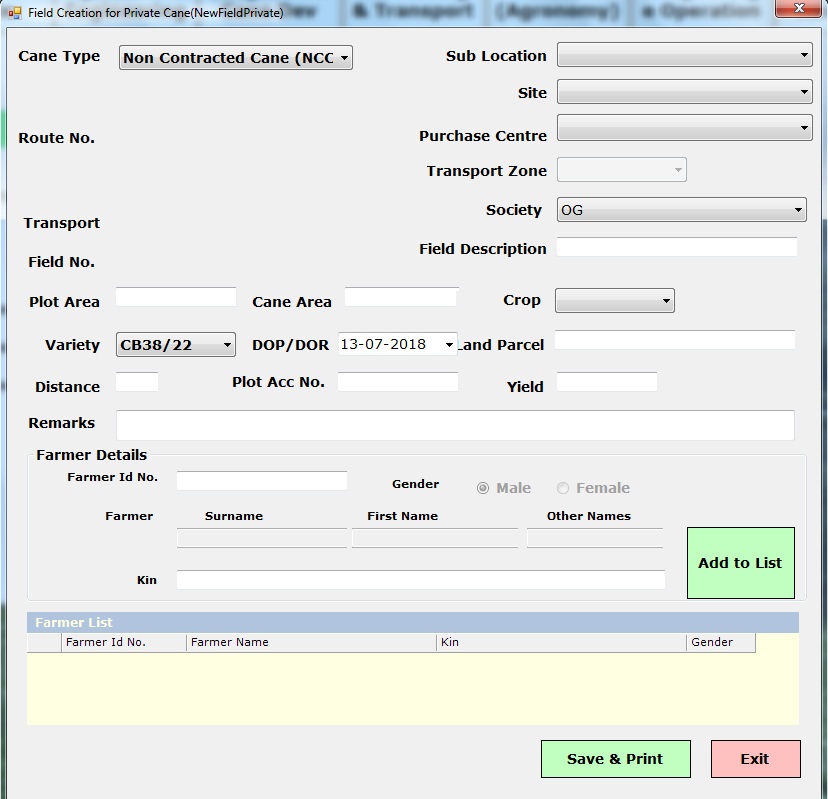 Field Creation for Private Cane(NewFieldPrivate)
& Transport (Agronomy) e Operation
Cane Type Non Contracted Cane (NCC Sub Location
Site
Route No. Purchase Centre
Transport Zone
Society OG
Transport
Field Description
Field No.
Plot Area Cane Area Crop
Variety CB38/22 DOP/DOR 13-07-2018 Land Parcel
Distance Plot Acc No. Yield
Remarks
Farmer Details
Farmer Id No. Gender Male Female
Farmer Surname First Name Other Names
Add to List
Kin
Farmer List
Farmer Id No. Farmer Name Kin Gender
Save & Print Exit